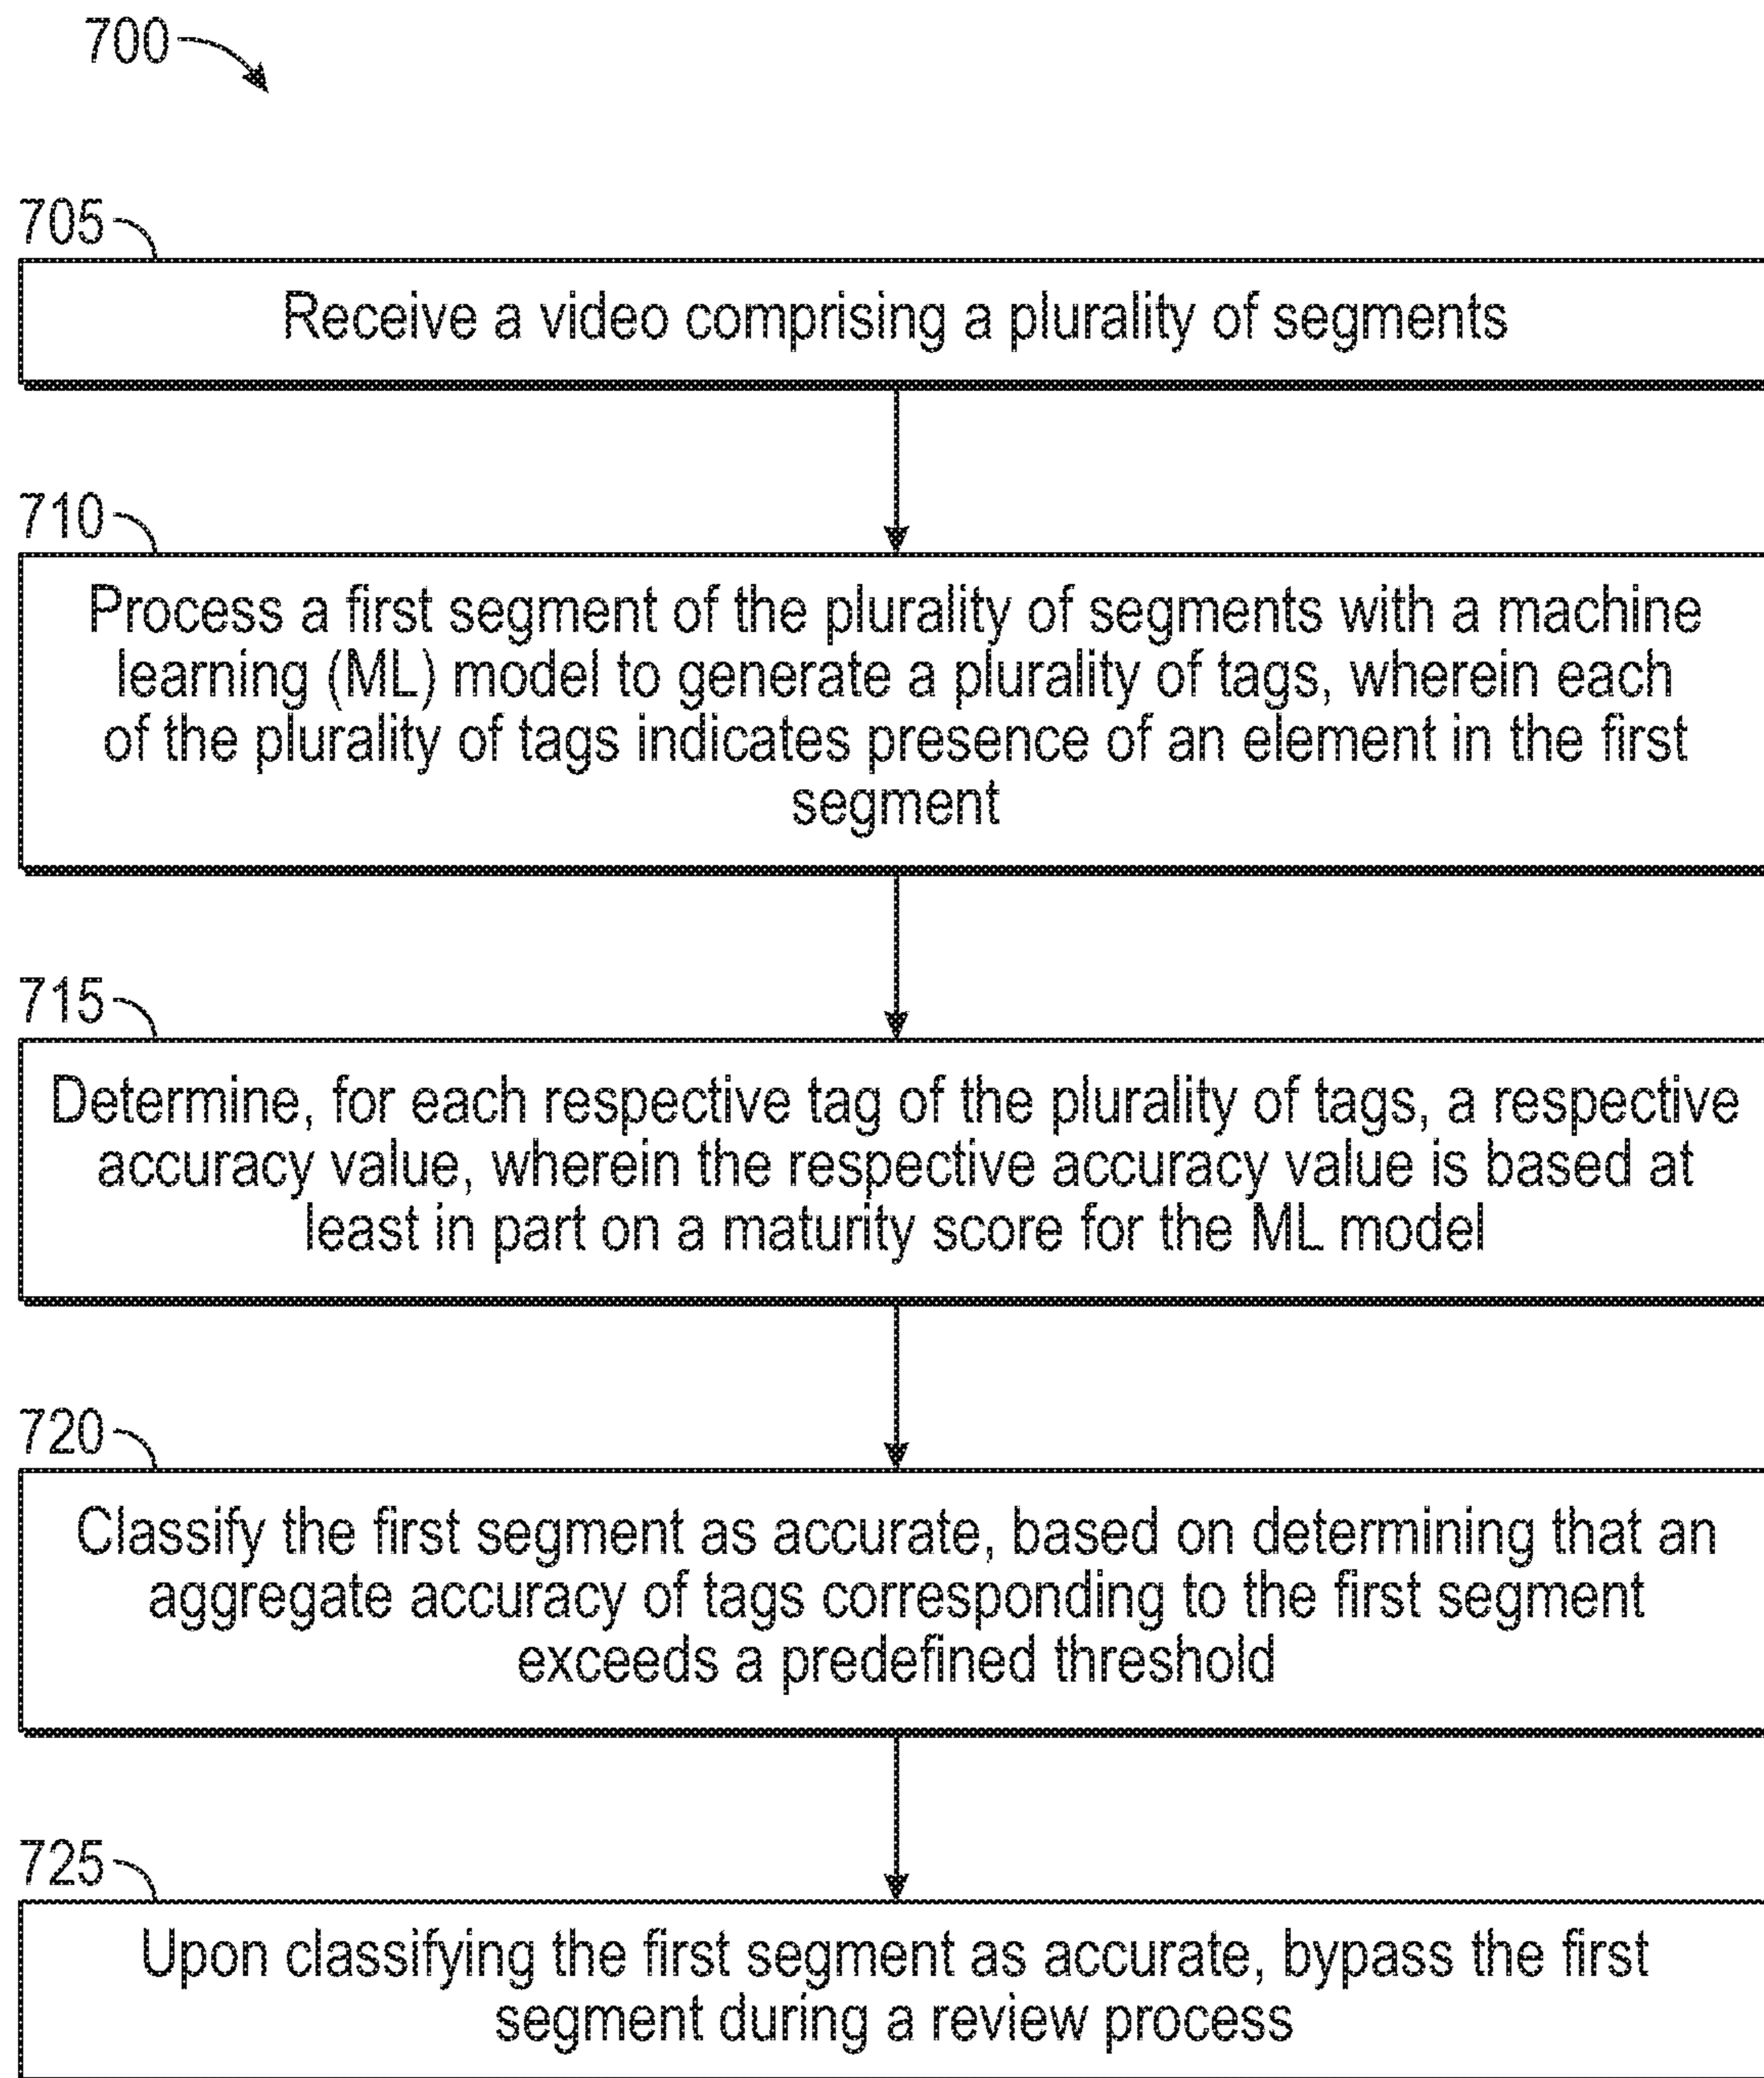 700
705
Receive a video comprising a plurality of segments
710
Process a first segment of the plurality of segments with a machine
learning (ML) model to generate a plurality of tags, wherein each
of the plurality of tags indicates presence of an element in the first
segment
715
Determine, for each respective tag of the plurality of tags, a respective
accuracy value, wherein the respective accuracy value is based at
least in part on a maturity score for the ML model
720
Classify the first segment as accurate, based on determining that an
aggregate accuracy of tags corresponding to the first segment
exceeds a predefined threshold
725
Upon classifying the first segment as accurate, bypass the first
segment during a review process